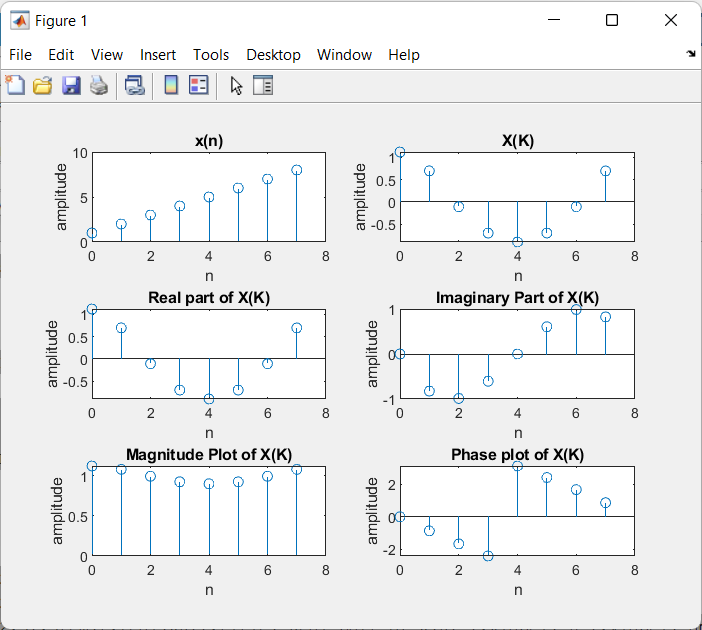 Figure 1
File Edit View Insert Tools Desktop Window Help
x(n)
amplitude
10
5
0
0 2 4 6 8
n
X(K)
amplitude
1
0.5
0
-0.5
0 2 4 6 8
n
Real part of X(K)
amplitude
1
0.5
0
-0.5
0 2 4 6 8
n
Imaginary Part of X(K)
amplitude
1
0
-1
0 2 4 6 8
n
Magnitude Plot of X(K)
amplitude
1
0.5
0
0 2 4 6 8
n
Phase plot of X(K)
amplitude
2
0
-2
0 2 4 6 8
n